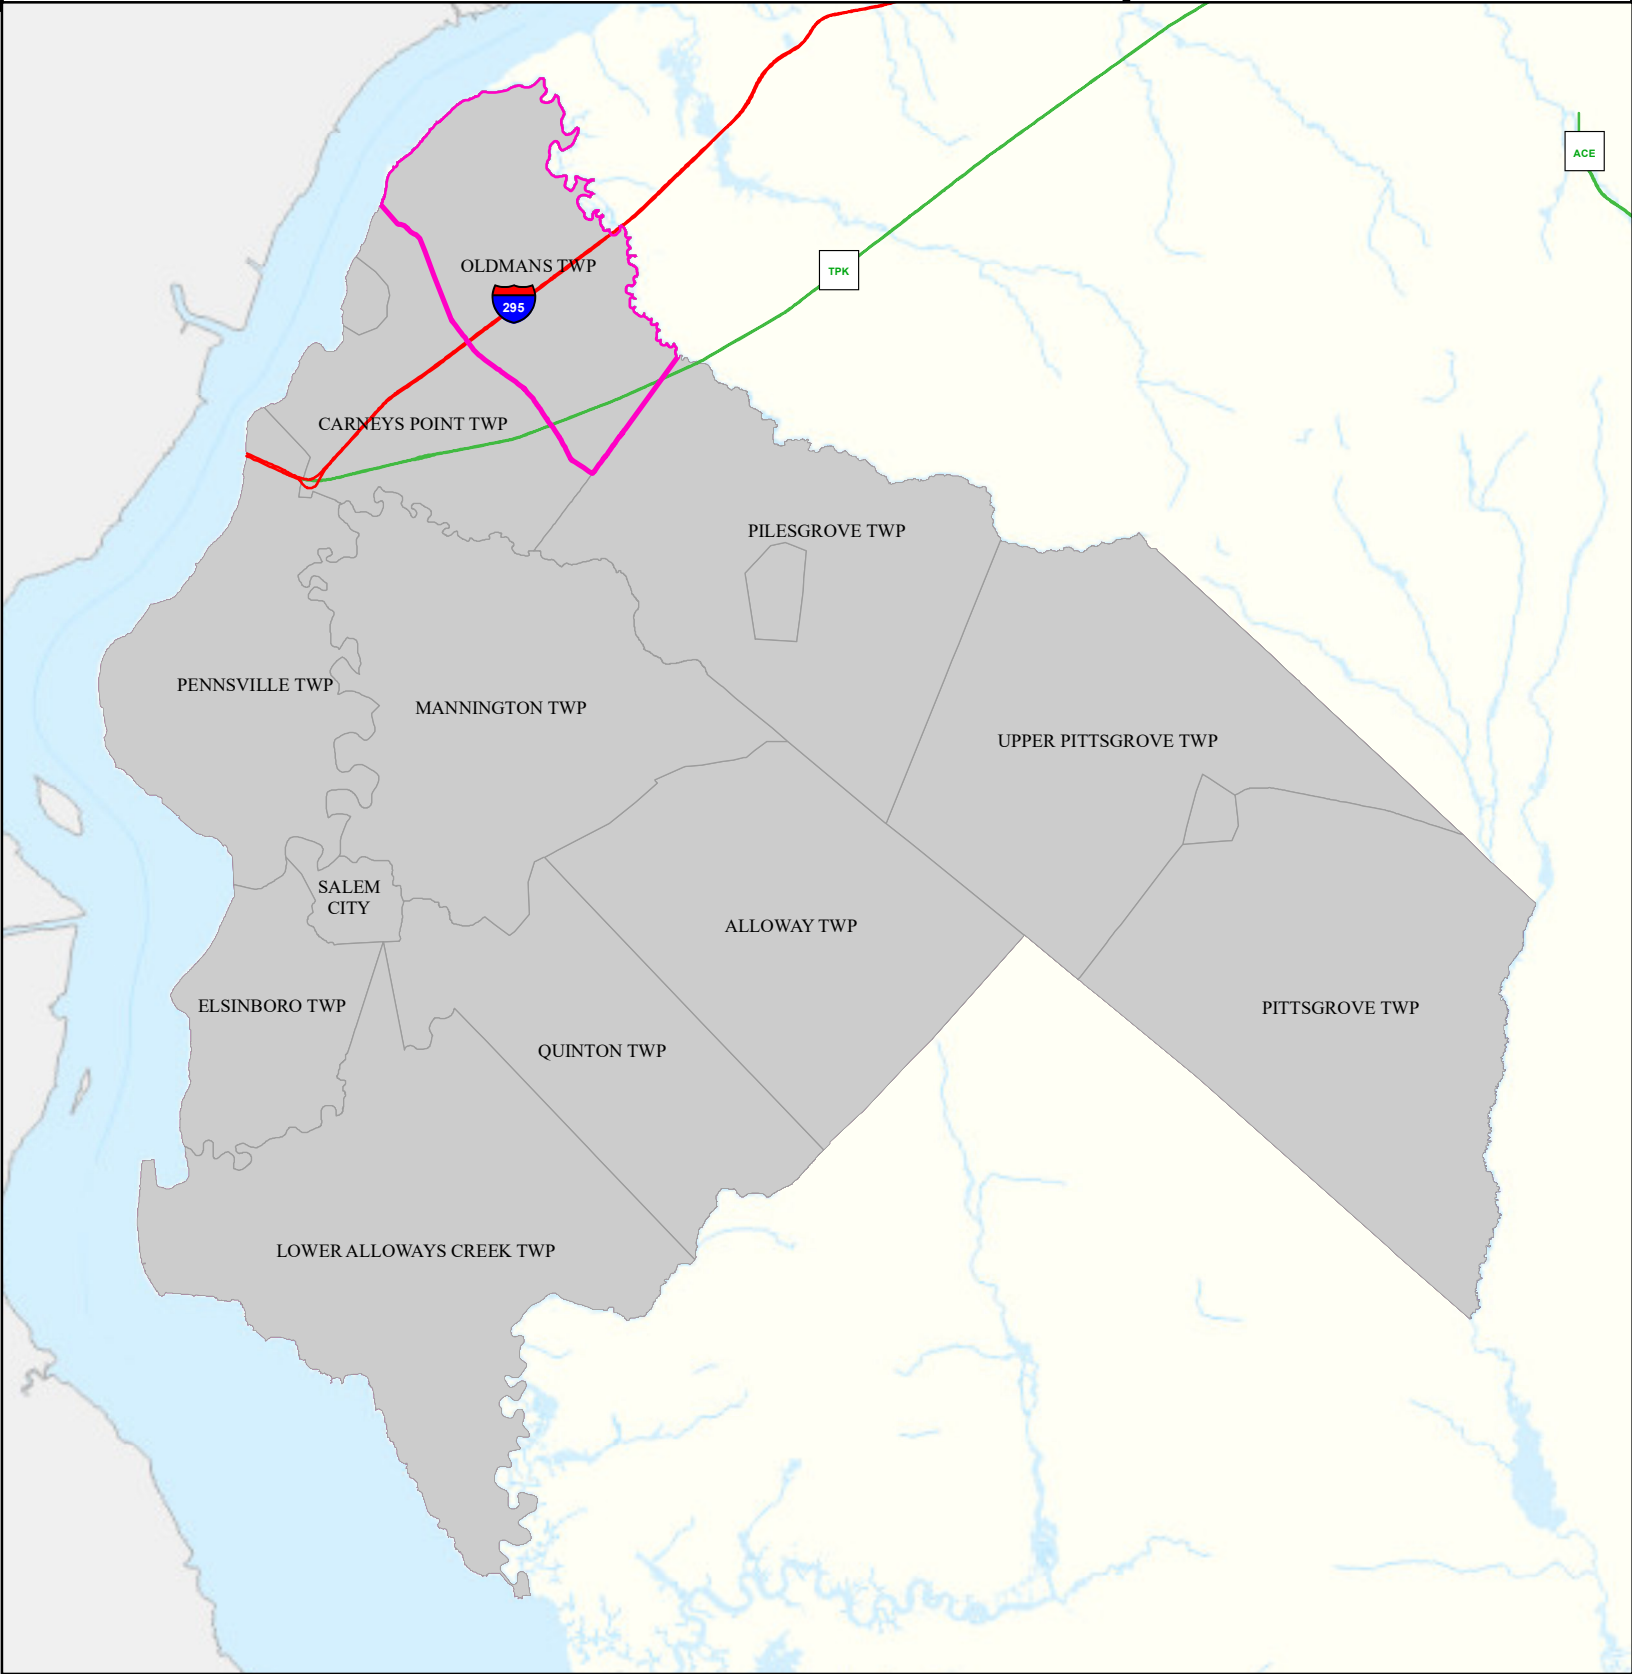 ACE
TPK
OLDMANS TWP
295
CARNEYS POINT TWP
PILESGROVE TWP
PENNSVILLE TWP
MANNINGTON TWP
UPPER PITTSGROVE TWP
SALEM
CITY
ALLOWAY TWP
ELSINBORO TWP
PITTSGROVE TWP
QUINTON TWP
LOWER ALLOWAYS CREEK TWP